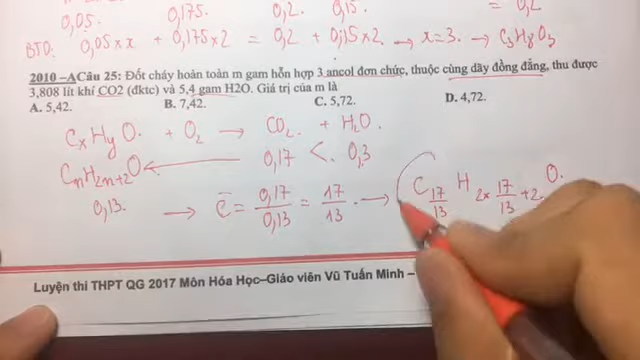 = 0,2
0,05. 0,175. 0,2. 0,15.
BTO: 0,05 x x + 0,175 x 2 = 0,2 + 0,15 x 2 → x = 3. → C3H8O3
2010 –ACâu 25: Đốt cháy hoàn toàn m gam hỗn hợp 3 ancol đơn chức, thuộc cùng dãy đồng đẳng, thu được
3,808 lít khí CO2 (đktc) và 5,4 gam H2O. Giá trị của m là
A. 5,42. B. 7,42. C. 5,72. D. 4,72.
CxHyO + O2 → CO2 + H2O.
0,17 < 0,3
CnH2n+2O
0,13. → C̅ = 0,17/0,13 = 17/13 . → C17/13 H2x17/13+2 O.
Luyện thi THPT QG 2017 Môn Hóa Học–Giáo viên Vũ Tuấn Minh –